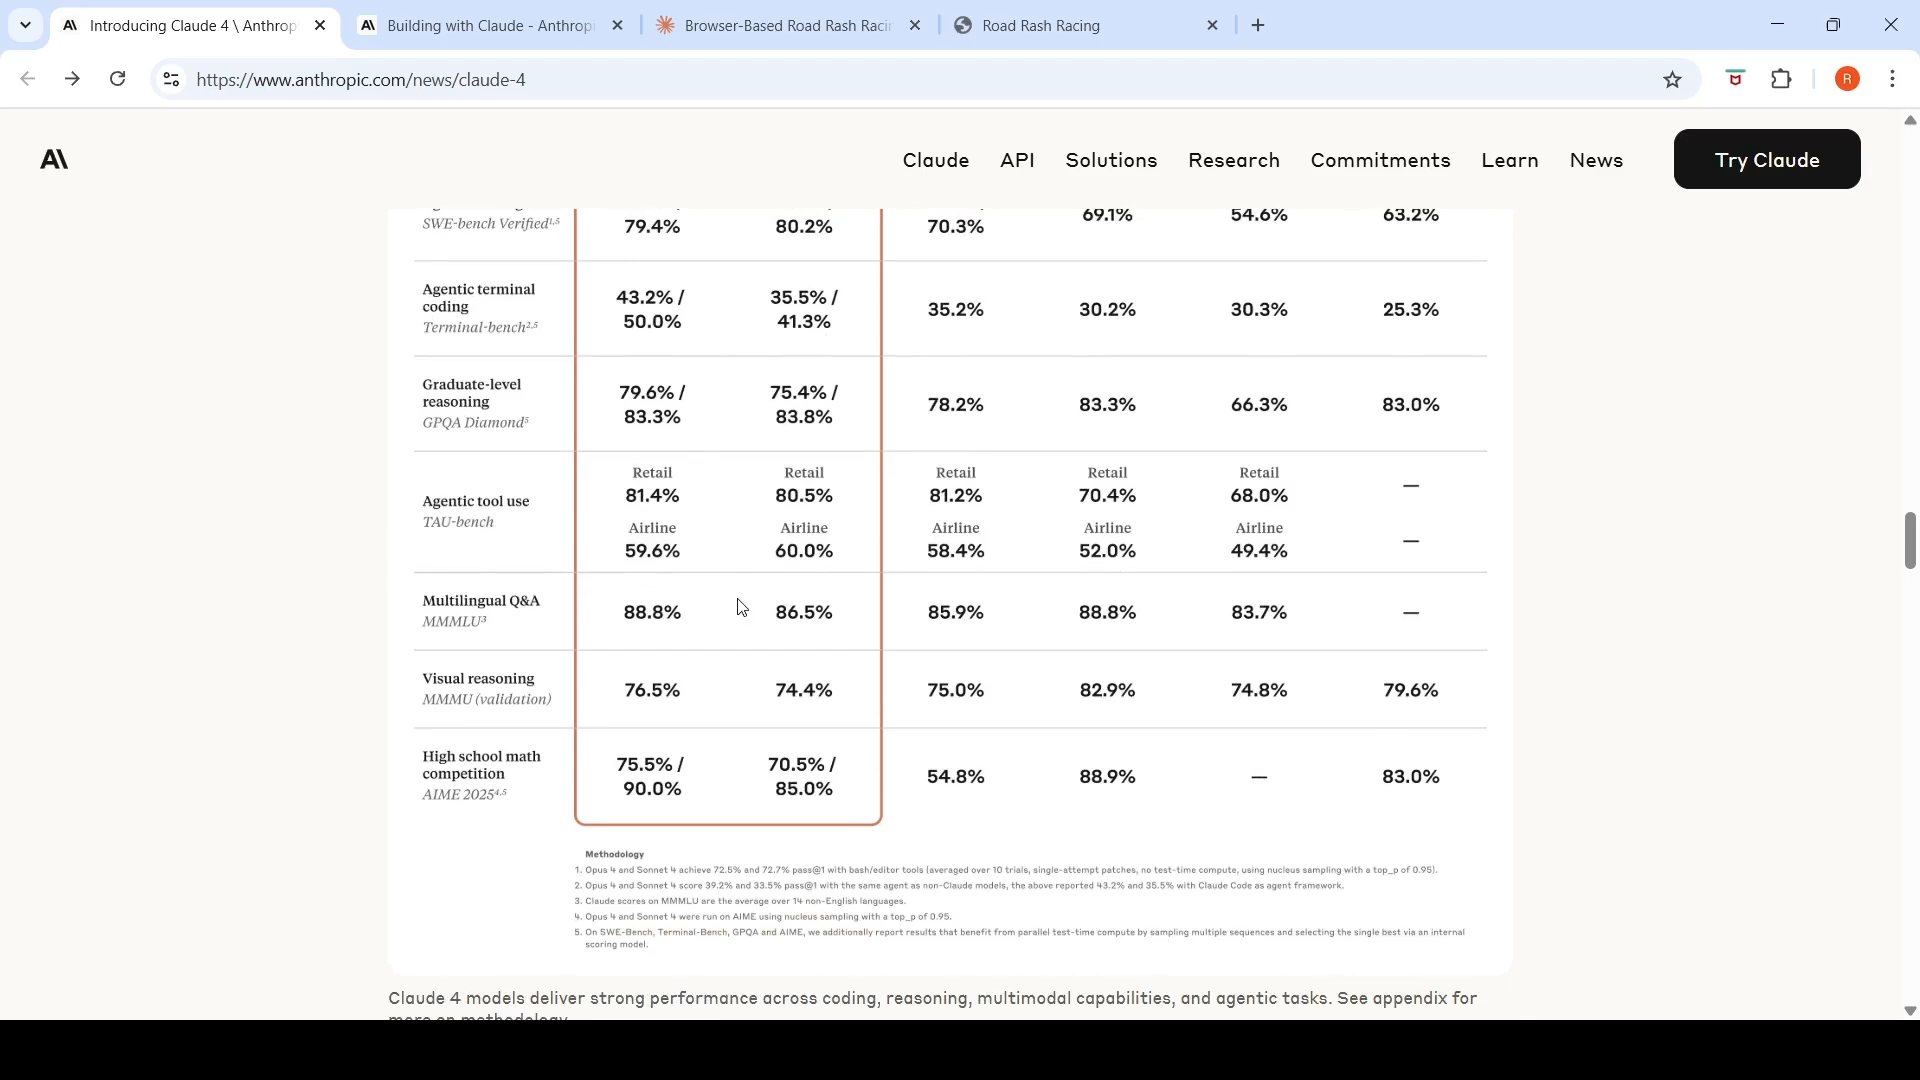 Introducing Claude 4 \ Anthrop
Building with Claude - Anthropi
Browser-Based Road Rash Raci
Road Rash Racing
https://www.anthropic.com/news/claude-4
R
Claude API Solutions Research Commitments Learn News Try Claude
SWE-bench Verified¹,⁵ 79.4% 80.2% 70.3% 69.1% 54.6% 63.2%
Agentic terminal
coding
Terminal-bench²,⁵
43.2% / 35.5% /
50.0% 41.3%
35.2% 30.2% 30.3% 25.3%
Graduate-level
reasoning
GPQA Diamond⁵
79.6% / 75.4% /
83.3% 83.8%
78.2% 83.3% 66.3% 83.0%
Agentic tool use
TAU-bench
Retail Retail Retail Retail Retail
81.4% 80.5% 81.2% 70.4% 68.0% —
Airline Airline Airline Airline Airline
59.6% 60.0% 58.4% 52.0% 49.4% —
Multilingual Q&A
MMMLU³
88.8% 86.5% 85.9% 88.8% 83.7% —
Visual reasoning
MMMU (validation)
76.5% 74.4% 75.0% 82.9% 74.8% 79.6%
High school math
competition
AIME 2025⁴,⁵
75.5% / 70.5% /
90.0% 85.0%
54.8% 88.9% — 83.0%
Methodology
1. Opus 4 and Sonnet 4 achieve 72.5% and 72.7% pass@1 with bash/editor tools (averaged over 10 trials, single-attempt patches, no test-time compute, using nucleus sampling with a top_p of 0.95).
2. Opus 4 and Sonnet 4 score 39.2% and 33.5% pass@1 with the same agent as non-Claude models, the above reported 43.2% and 35.5% with Claude Code as agent framework.
3. Claude scores on MMMLU are the average over 14 non-English languages.
4. Opus 4 and Sonnet 4 were run on AIME using nucleus sampling with a top_p of 0.95.
5. On SWE-Bench, Terminal-Bench, GPQA and AIME, we additionally report results that benefit from parallel test-time compute by sampling multiple sequences and selecting the single best via an internal
scoring model.
Claude 4 models deliver strong performance across coding, reasoning, multimodal capabilities, and agentic tasks. See appendix for
more on methodology.